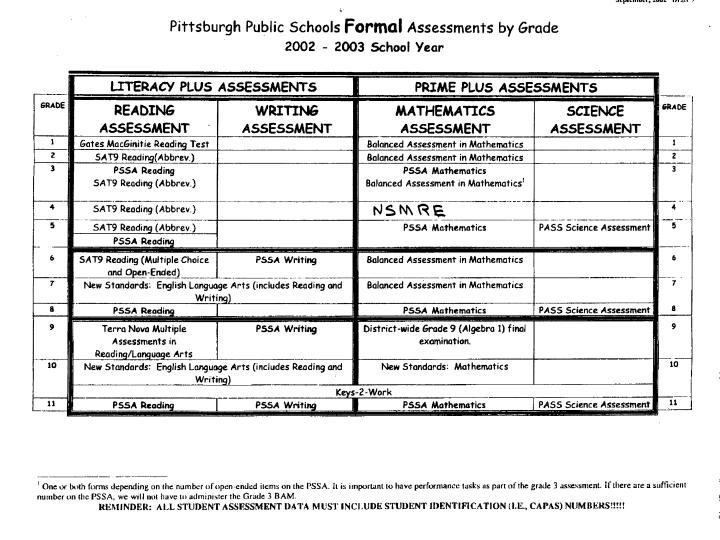 Pittsburgh Public Schools Formal Assessments by Grade
2002 - 2003 School Year
LITERACY PLUS ASSESSMENTS PRIME PLUS ASSESSMENTS
GRADE READING WRITING MATHEMATICS SCIENCE GRADE
ASSESSMENT ASSESSMENT ASSESSMENT ASSESSMENT
1 Gates MacGinitie Reading Test Balanced Assessment in Mathematics 1
2 SAT9 Reading(Abbrev.) Balanced Assessment in Mathematics 2
3 PSSA Reading PSSA Mathematics 3
SAT9 Reading (Abbrev.) Balanced Assessment in Mathematics¹
4 SAT9 Reading (Abbrev.) NSMRE 4
5 SAT9 Reading (Abbrev.) PSSA Mathematics PASS Science Assessment 5
PSSA Reading
6 SAT9 Reading (Multiple Choice PSSA Writing Balanced Assessment in Mathematics 6
and Open-Ended)
7 New Standards: English Language Arts (includes Reading and Balanced Assessment in Mathematics 7
Writing)
8 PSSA Reading PSSA Mathematics PASS Science Assessment 8
9 Terra Nova Multiple PSSA Writing District-wide Grade 9 (Algebra 1) final 9
Assessments in examination.
Reading/Language Arts
10 New Standards: English Language Arts (includes Reading and New Standards: Mathematics 10
Writing)
Keys-2-Work
11 PSSA Reading PSSA Writing PSSA Mathematics PASS Science Assessment 11
¹ One or both forms depending on the number of open-ended items on the PSSA. It is important to have performance tasks as part of the grade 3 assessment. If there are a sufficient
number on the PSSA, we will not have to administer the Grade 3 BAM.
REMINDER: ALL STUDENT ASSESSMENT DATA MUST INCLUDE STUDENT IDENTIFICATION (I.E., CAPAS) NUMBERS!!!!!